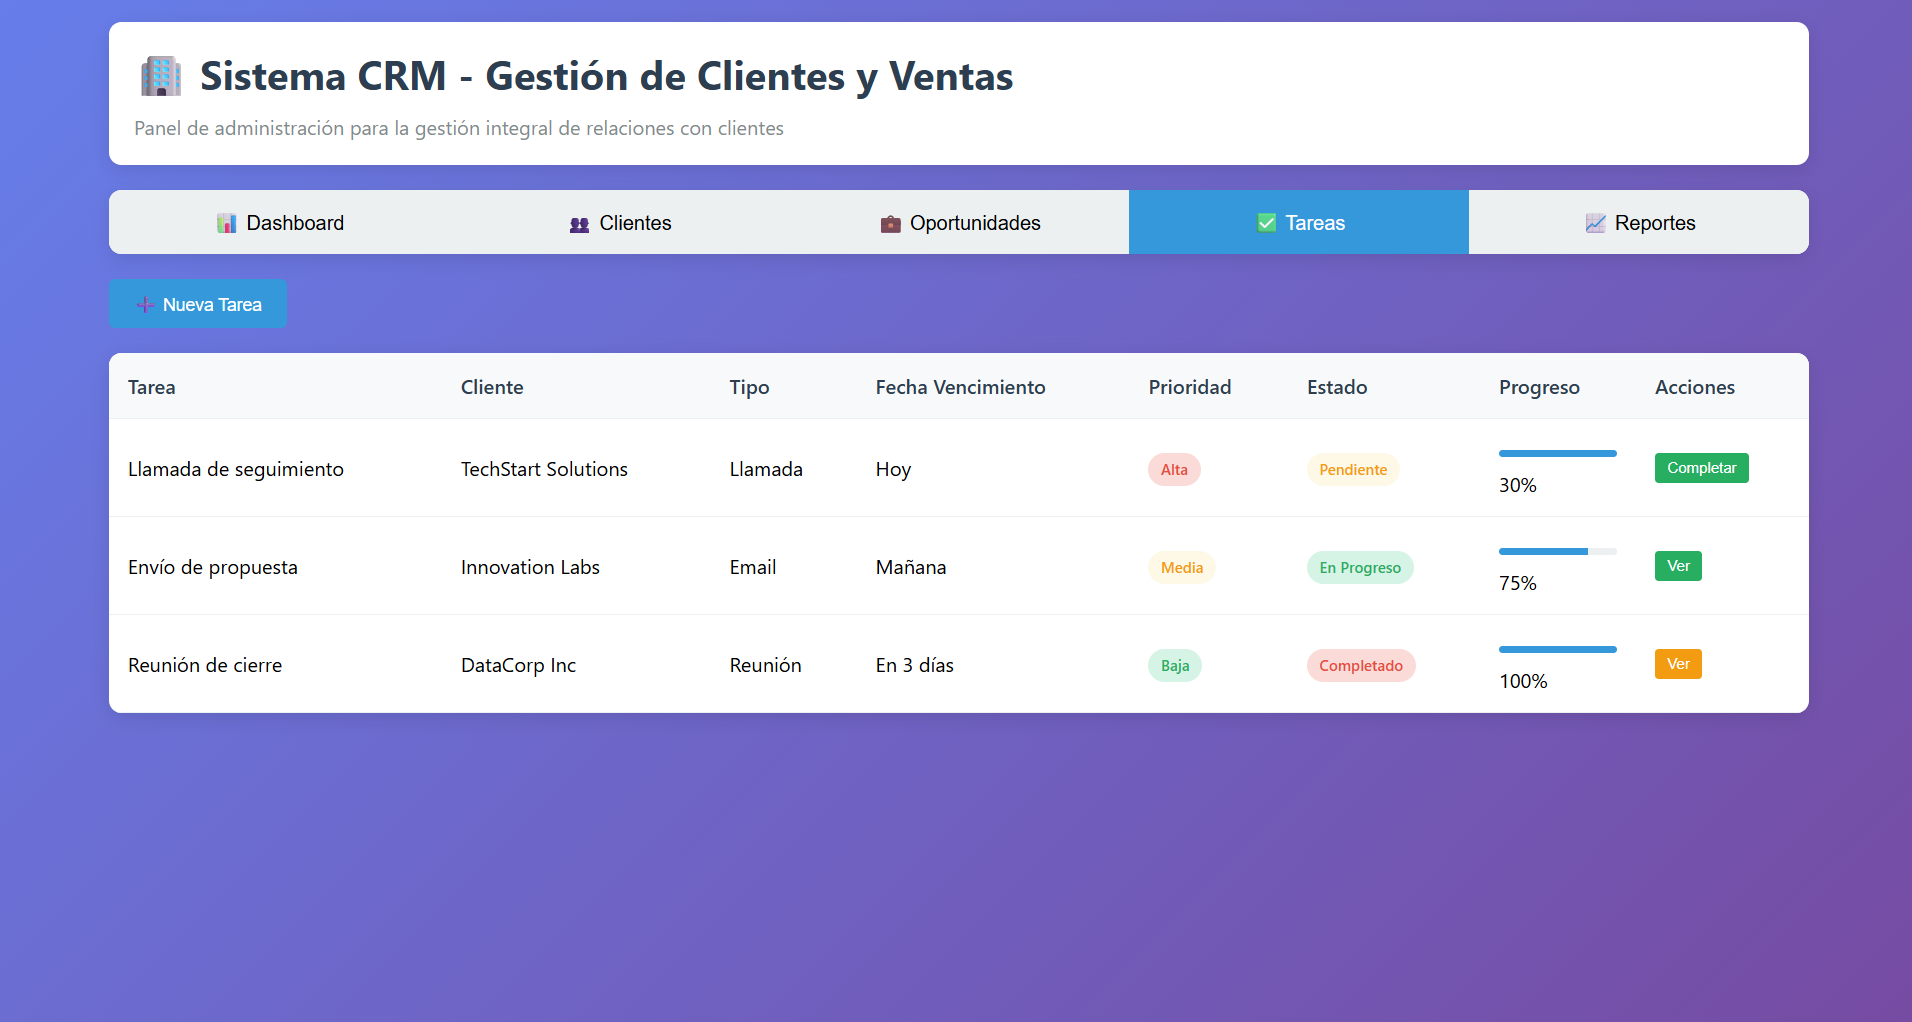 Sistema CRM - Gestión de Clientes y Ventas
Panel de administración para la gestión integral de relaciones con clientes
Dashboard Clientes Oportunidades Tareas Reportes
Nueva Tarea
Tarea Cliente Tipo Fecha Vencimiento Prioridad Estado Progreso Acciones
Llamada de seguimiento TechStart Solutions Llamada Hoy Alta Pendiente 30% Completar
Envío de propuesta Innovation Labs Email Mañana Media En Progreso 75% Ver
Reunión de cierre DataCorp Inc Reunión En 3 días Baja Completado 100% Ver